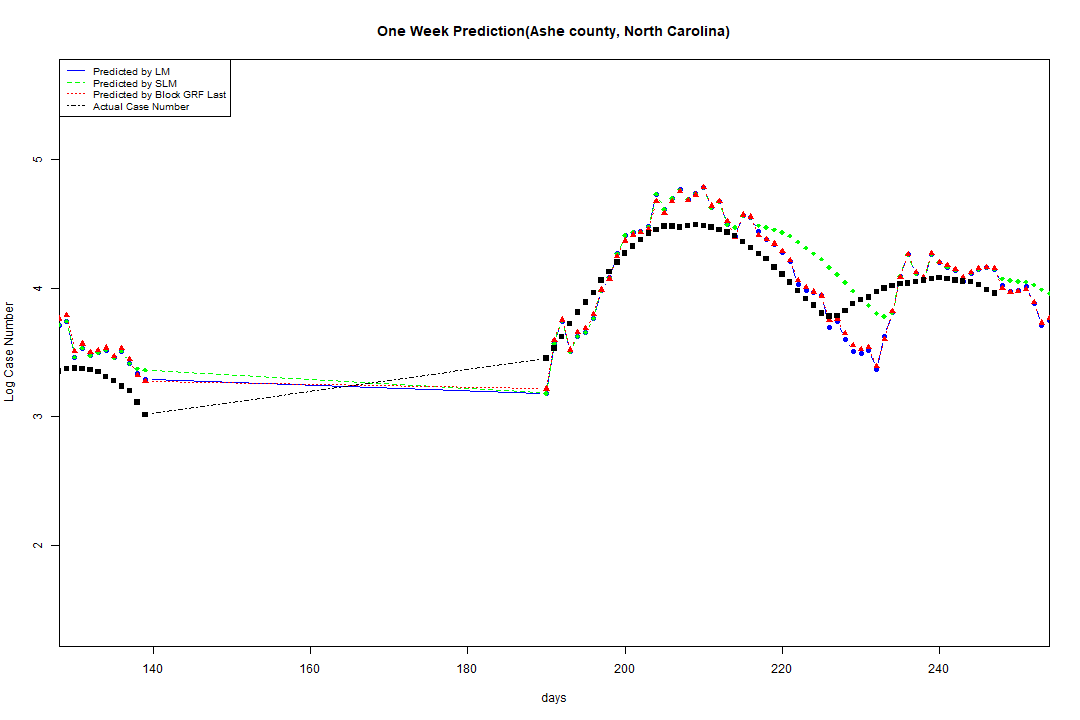 One Week Prediction(Ashe county, North Carolina)
Predicted by LM
Predicted by SLM
Predicted by Block GRF Last
Actual Case Number
5
4
3
2
Log Case Number
140 160 180 200 220 240
days